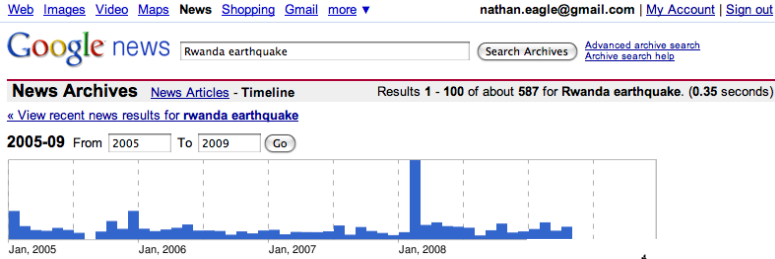 Web Images Video Maps News Shopping Gmail more ▼ nathan.eagle@gmail.com | My Account | Sign out
Google news Rwanda earthquake Search Archives Advanced archive search
Archive search help
News Archives News Articles - Timeline Results 1 - 100 of about 587 for Rwanda earthquake. (0.35 seconds)
« View recent news results for rwanda earthquake
2005-09 From 2005 To 2009 Go
Jan, 2005 Jan, 2006 Jan, 2007 Jan, 2008